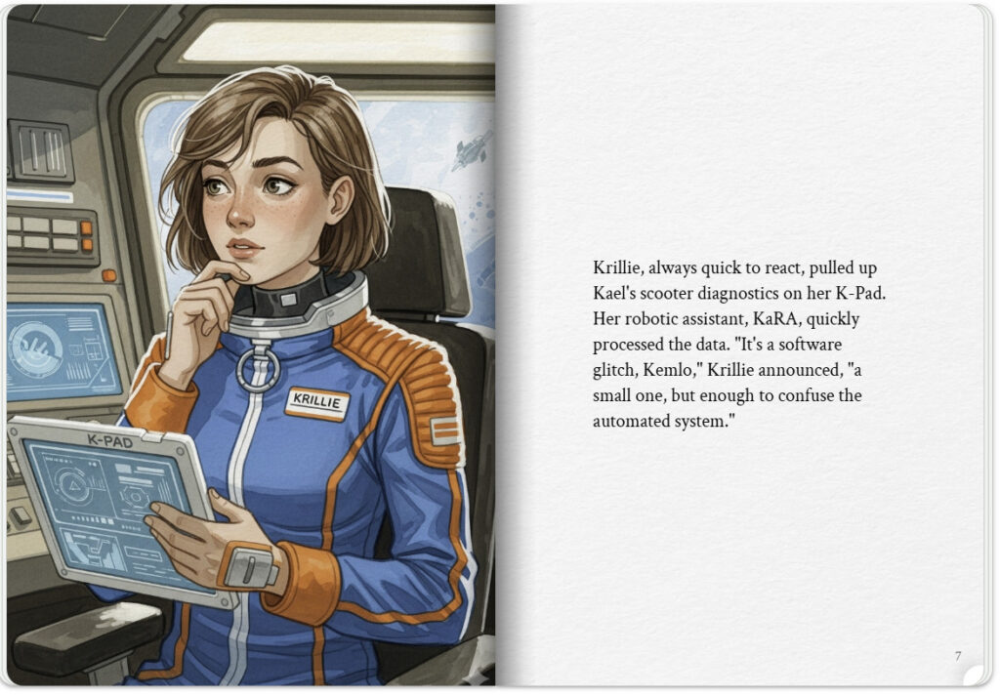 KRILLIE
K-PAD
Krillie, always quick to react, pulled up
Kael's scooter diagnostics on her K-Pad.
Her robotic assistant, KaRA, quickly
processed the data. "It's a software
glitch, Kemlo," Krillie announced, "a
small one, but enough to confuse the
automated system."
7